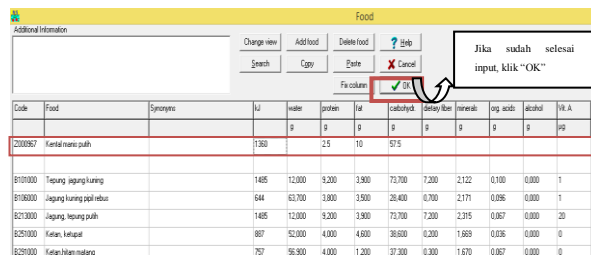 Food
Additional Information
Change view Add food Delete food ? Help
Search Copy Paste Cancel
Fix column OK
Jika sudah selesai
input, klik "OK"
Code Food Synonyms kJ water protein fat carbohydr. dietary fiber minerals org. acids alcohol Vit. A
g g g g g g g g µg
Z000967 Kental manis putih 1360 2.5 10 57.5
B101000 Tepung jagung kuning 1485 12,000 9,200 3,900 73,700 7,200 2,122 0,100 0,000 1
B106000 Jagung kuning pipil rebus 644 63,700 3,800 3,500 28,400 0,700 2,171 0,096 0,000 1
B213000 Jagung, tepung putih 1485 12,000 9,200 3,900 73,700 7,200 2,315 0,067 0,000 20
B251000 Ketan, ketupat 887 52,000 4,000 4,600 38,600 0,200 1,669 0,036 0,000 0
B291000 Ketan,hitam matang 757 56,900 4,000 1,200 37,300 0,300 1,670 0,067 0,000 0